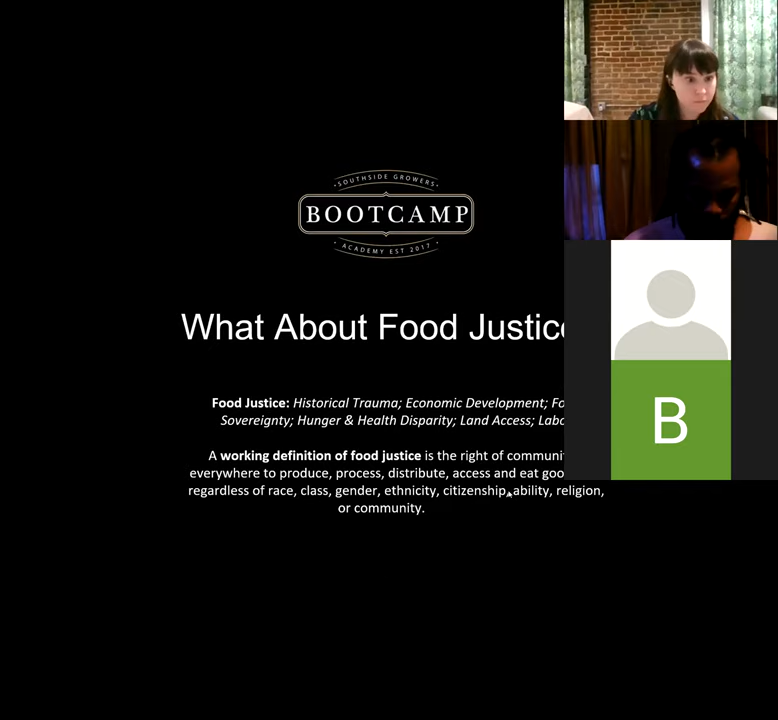 SOUTHSIDE GROWERS
BOOTCAMP
ACADEMY EST 2017
What About Food Justic
Food Justice: Historical Trauma; Economic Development; Fo
Sovereignty; Hunger & Health Disparity; Land Access; Labo
A working definition of food justice is the right of communi
everywhere to produce, process, distribute, access and eat goo
regardless of race, class, gender, ethnicity, citizenship, ability, religion,
or community.
B